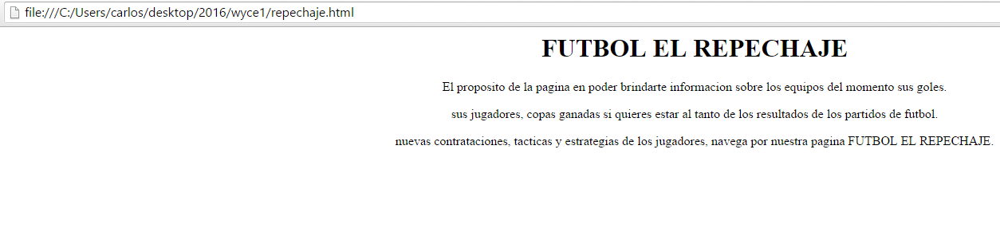 file:///C:/Users/carlos/desktop/2016/wyce1/repechaje.html
FUTBOL EL REPECHAJE
El proposito de la pagina en poder brindarte informacion sobre los equipos del momento sus goles.
sus jugadores, copas ganadas si quieres estar al tanto de los resultados de los partidos de futbol.
nuevas contrataciones, tacticas y estrategias de los jugadores, navega por nuestra pagina FUTBOL EL REPECHAJE.